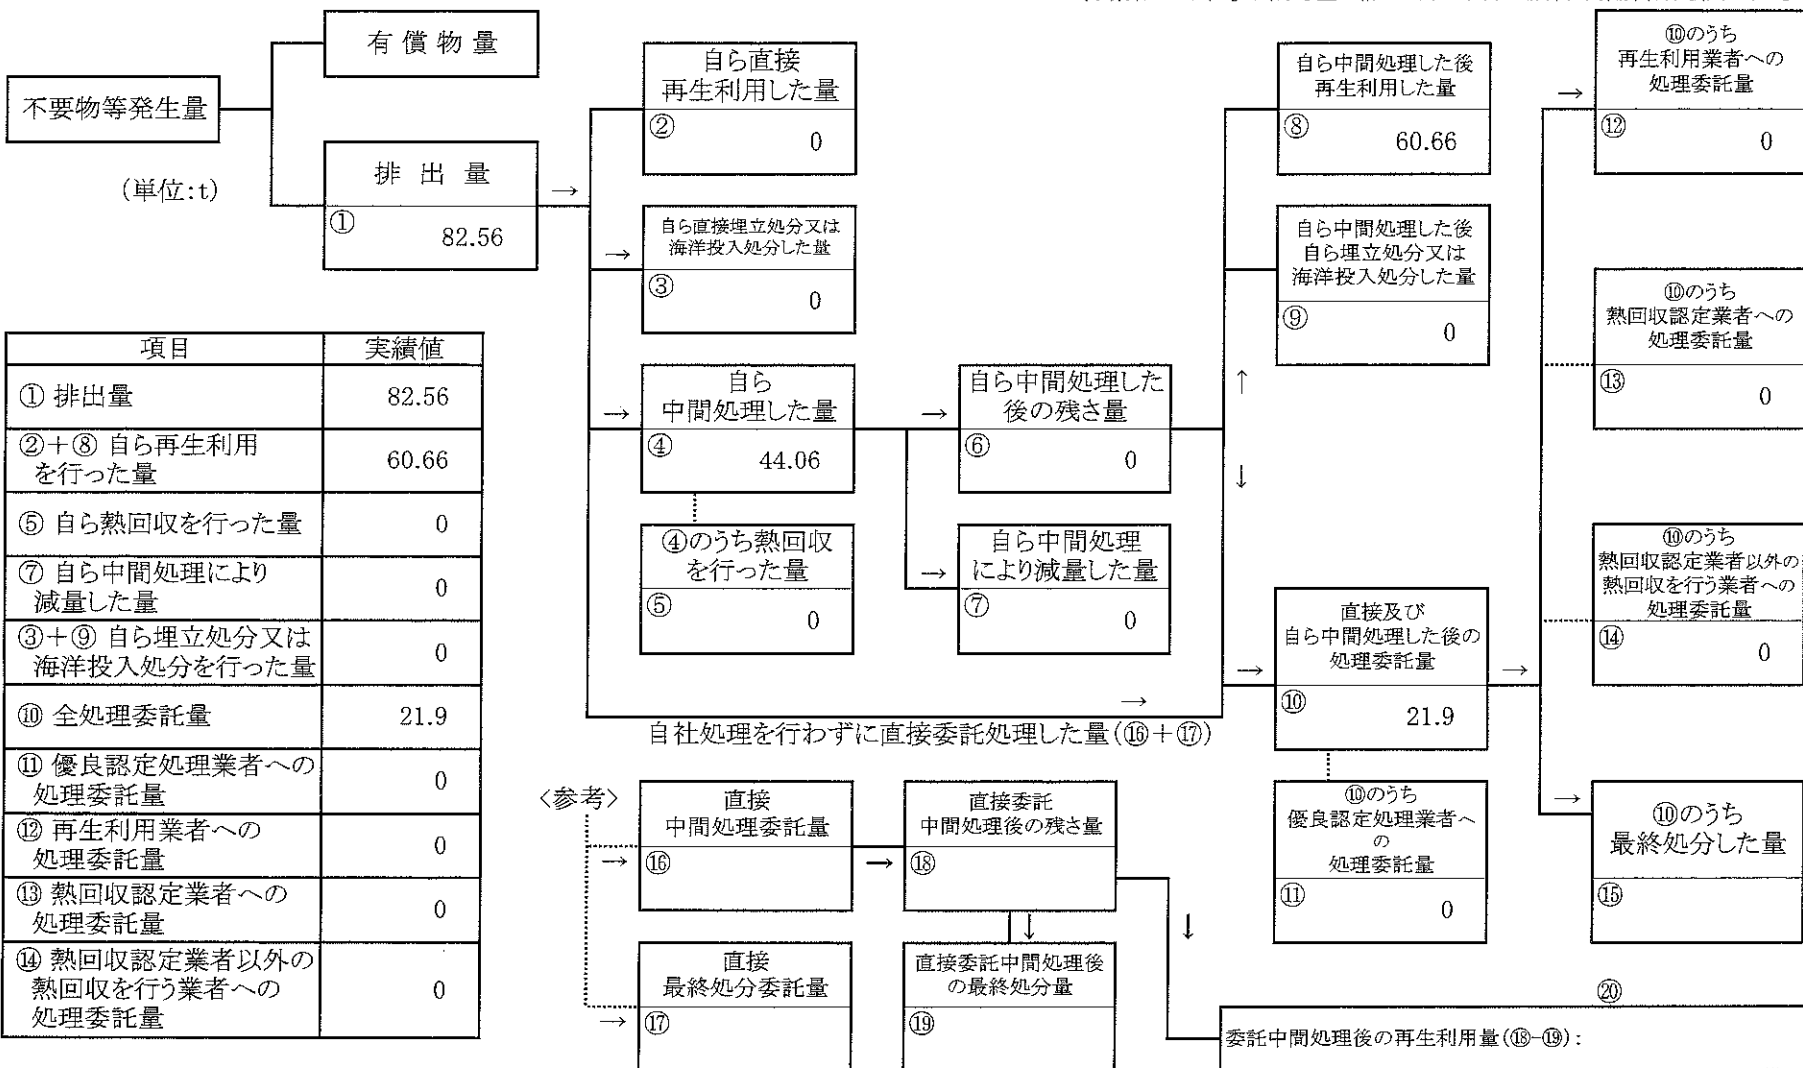 有 償 物 量
不要物等発生量
(単位:t)
排 出 量
①
82.56
→
自ら直接
再生利用した量
②
0
→
自ら直接埋立処分又は
海洋投入処分した量
③
0
→
自ら
中間処理した量
④
44.06
④のうち熱回収
を行った量
⑤
0
→
自ら中間処理した
後の残さ量
⑥
0
→
自ら中間処理
により減量した量
⑦
0
自ら中間処理した後
再生利用した量
⑧
60.66
自ら中間処理した後
自ら埋立処分又は
海洋投入処分した量
⑨
0
↑
↓
→
自社処理を行わずに直接委託処理した量(⑯+⑰)
→
直接及び
自ら中間処理した後の
処理委託量
⑩
21.9
→
⑩のうち
優良認定処理業者へ
の
処理委託量
⑪
0
→
⑩のうち
再生利用業者への
処理委託量
⑫
0
⑩のうち
熱回収認定業者への
処理委託量
⑬
0
⑩のうち
熱回収認定業者以外の
熱回収を行う業者への
処理委託量
⑭
0
→
⑩のうち
最終処分した量
⑮
項目 実績値
① 排出量 82.56
②+⑧ 自ら再生利用
を行った量 60.66
⑤ 自ら熱回収を行った量 0
⑦ 自ら中間処理により
減量した量 0
③+⑨ 自ら埋立処分又は
海洋投入処分を行った量 0
⑩ 全処理委託量 21.9
⑪ 優良認定処理業者への
処理委託量 0
⑫ 再生利用業者への
処理委託量 0
⑬ 熱回収認定業者への
処理委託量 0
⑭ 熱回収認定業者以外の
熱回収を行う業者への
処理委託量 0
<参考>
→
直接
中間処理委託量
⑯
→
直接委託
中間処理後の残さ量
⑱
↓
↓
→
直接
最終処分委託量
⑰
直接委託中間処理後
の最終処分量
⑲
⑳
委託中間処理後の再生利用量(⑱-⑲):